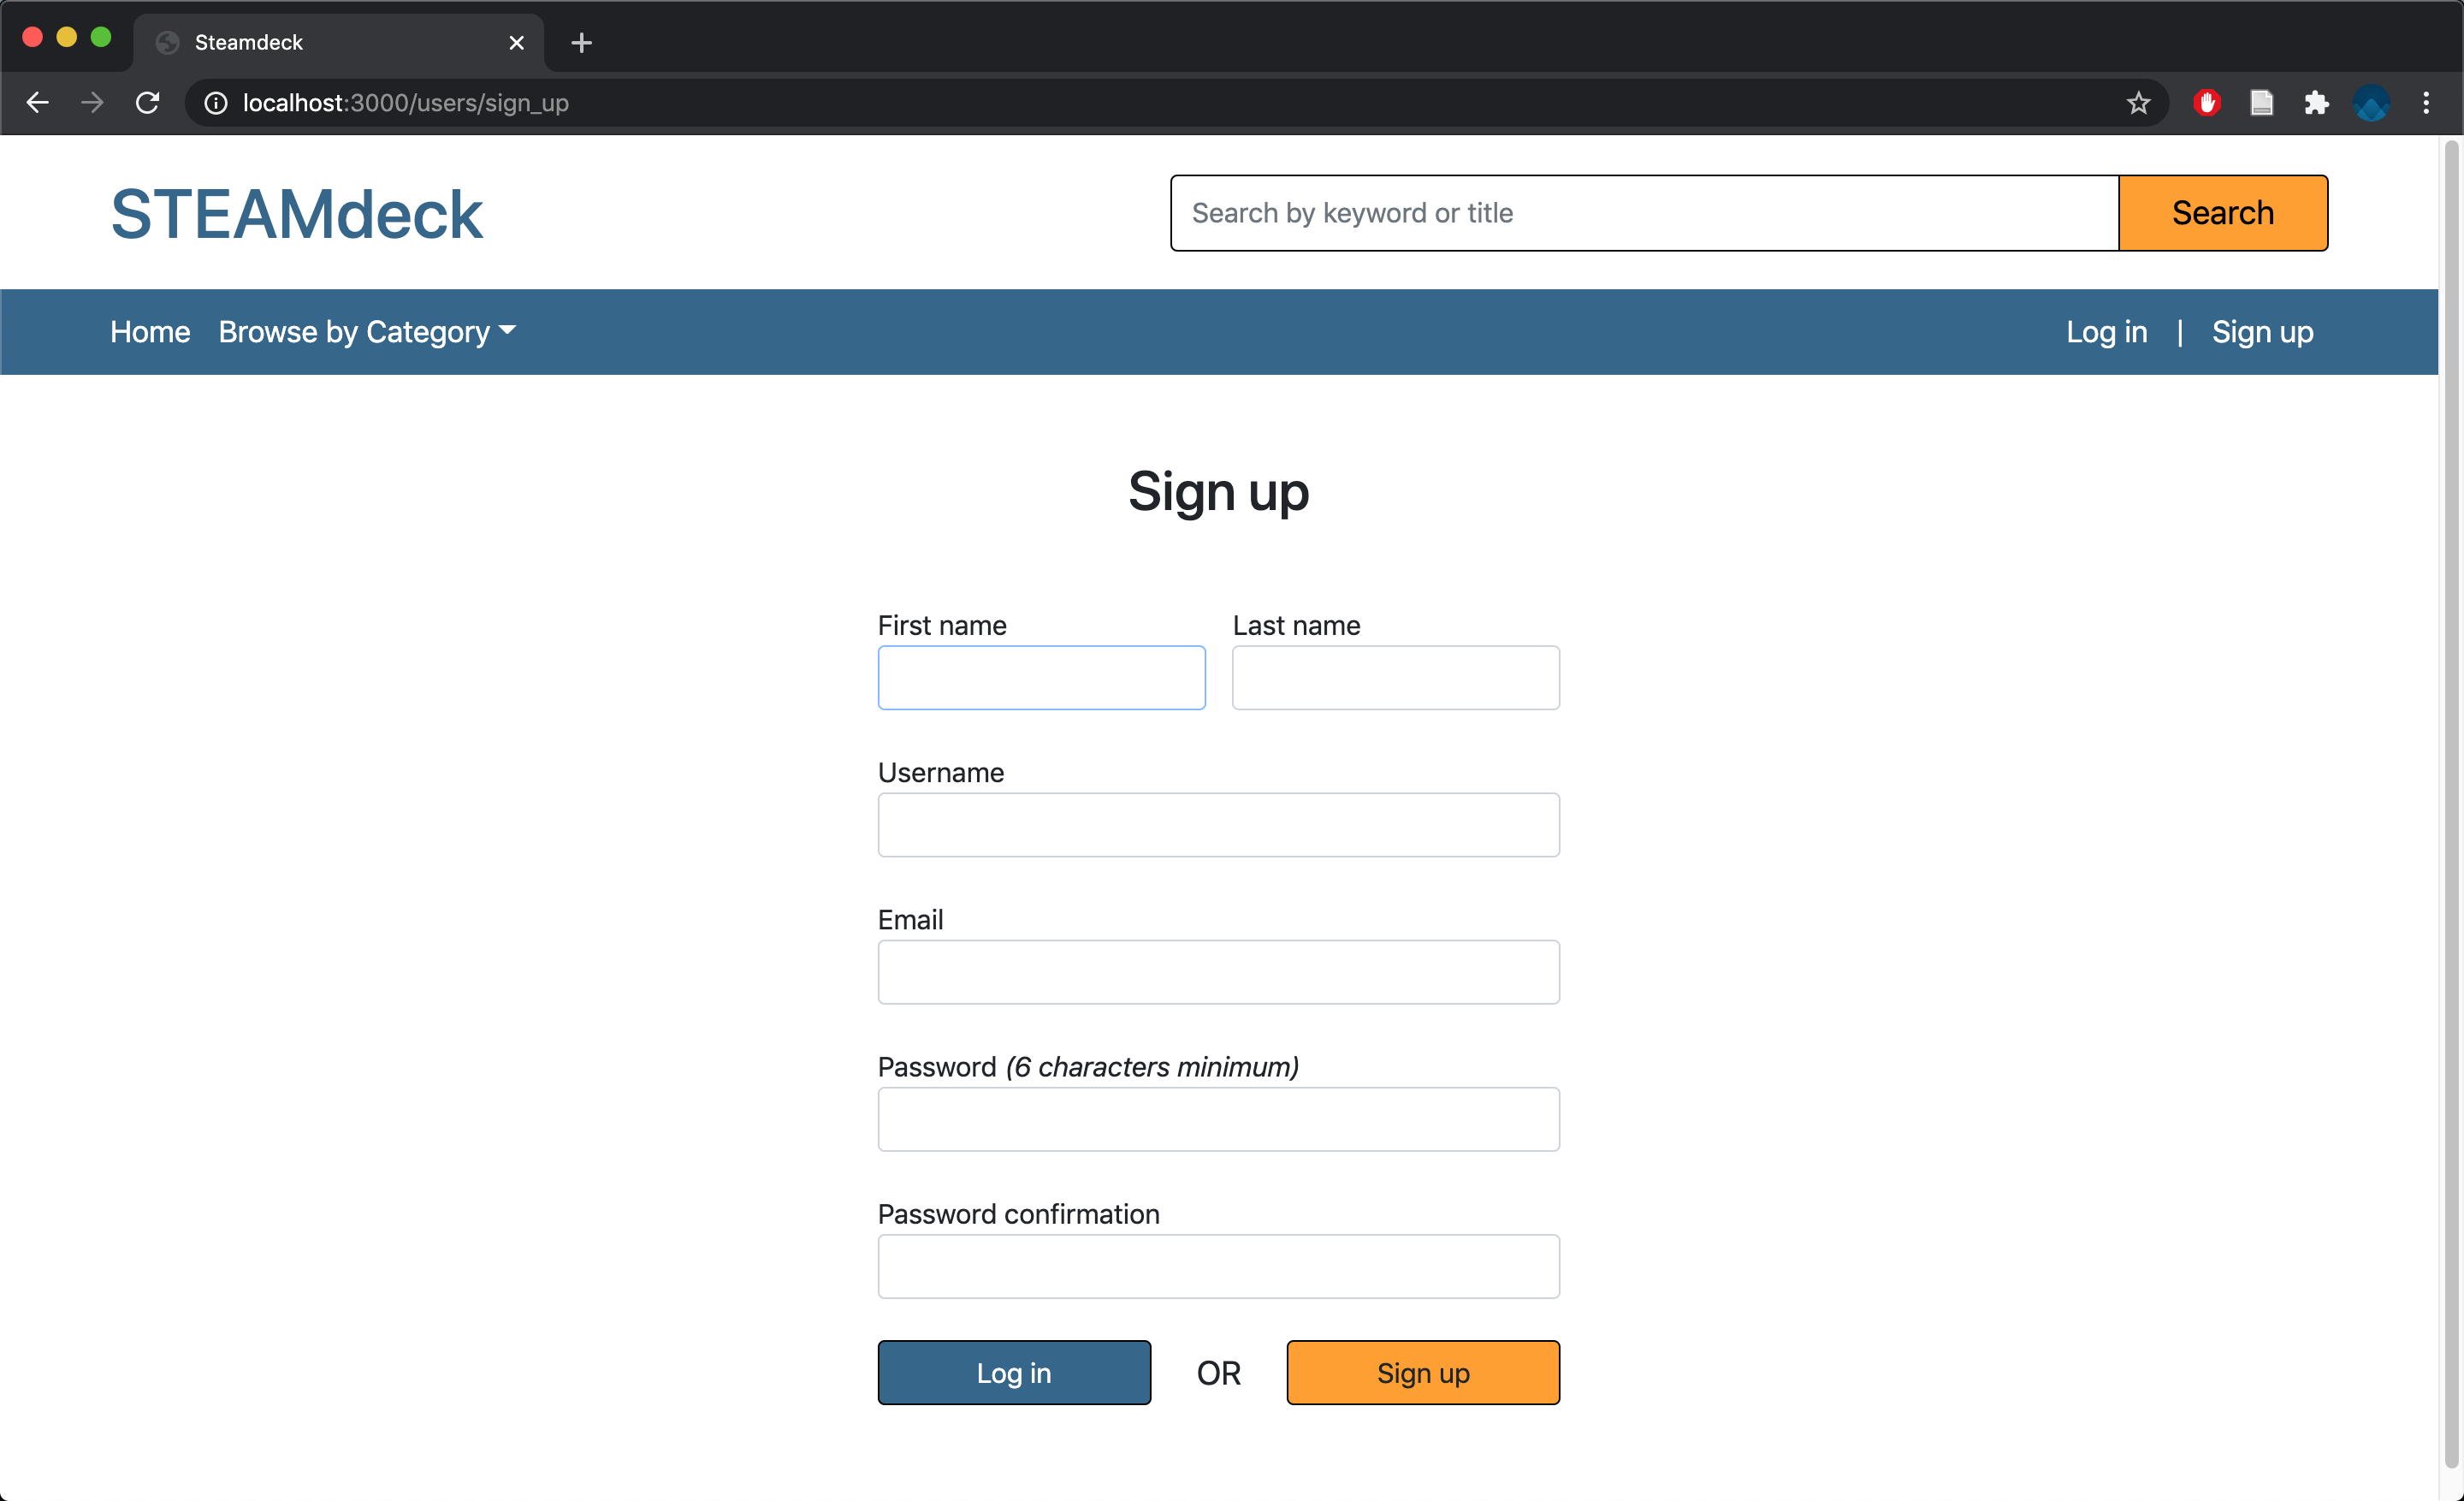 Steamdeck
localhost:3000/users/sign_up
STEAMdeck
Search by keyword or title
Search
Home Browse by Category
Log in | Sign up
Sign up
First name Last name
Username
Email
Password (6 characters minimum)
Password confirmation
Log in OR Sign up